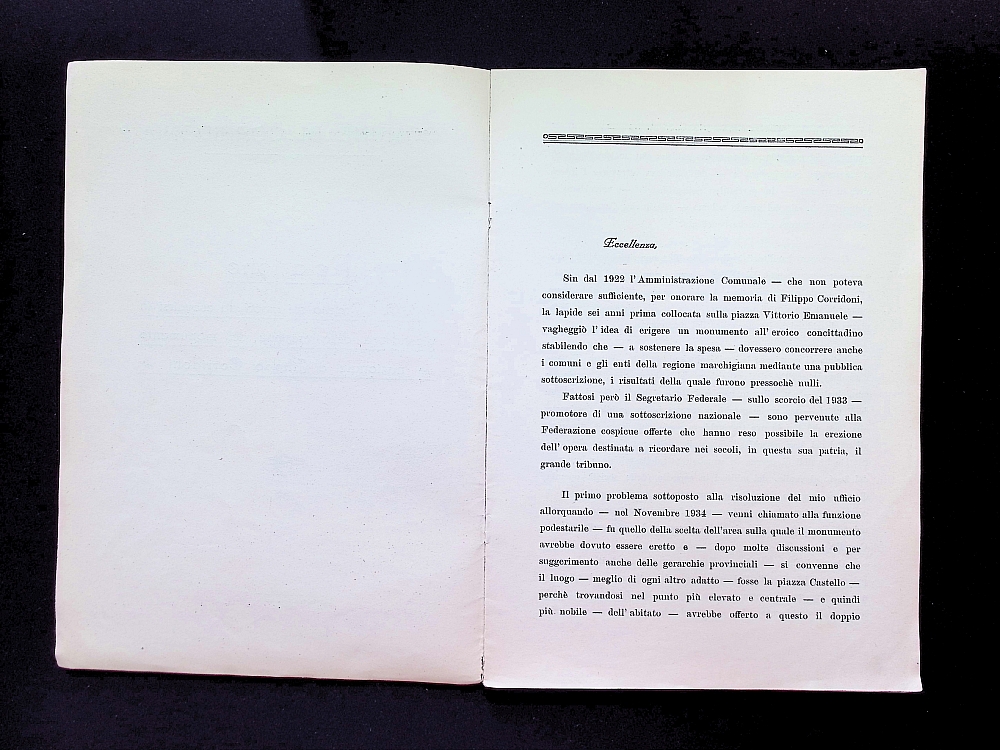 Eccellenza,
Sin dal 1922 l'Amministrazione Comunale — che non poteva
considerare sufficiente, per onorare la memoria di Filippo Corridoni,
la lapide sei anni prima collocata sulla piazza Vittorio Emanuele —
vagheggiò l'idea di erigere un monumento all'eroico concittadino
stabilendo che — a sostenere la spesa — dovessero concorrere anche
i comuni e gli enti della regione marchigiana mediante una pubblica
sottoscrizione, i risultati della quale furono pressochè nulli.
Fattosi però il Segretario Federale — sullo scorcio del 1933 —
promotore di una sottoscrizione nazionale — sono pervenute alla
Federazione cospicue offerte che hanno reso possibile la erezione
dell'opera destinata a ricordare nei secoli, in questa sua patria, il
grande tribuno.
Il primo problema sottoposto alla risoluzione del mio ufficio
allorquando — nel Novembre 1934 — venni chiamato alla funzione
podestarile — fu quello della scelta dell'area sulla quale il monumento
avrebbe dovuto essere eretto e — dopo molte discussioni e per
suggerimento anche delle gerarchie provinciali — si convenne che
il luogo — meglio di ogni altro adatto — fosse la piazza Castello —
perchè trovandosi nel punto più elevato e centrale — e quindi
più nobile — dell'abitato — avrebbe offerto a questo il doppio